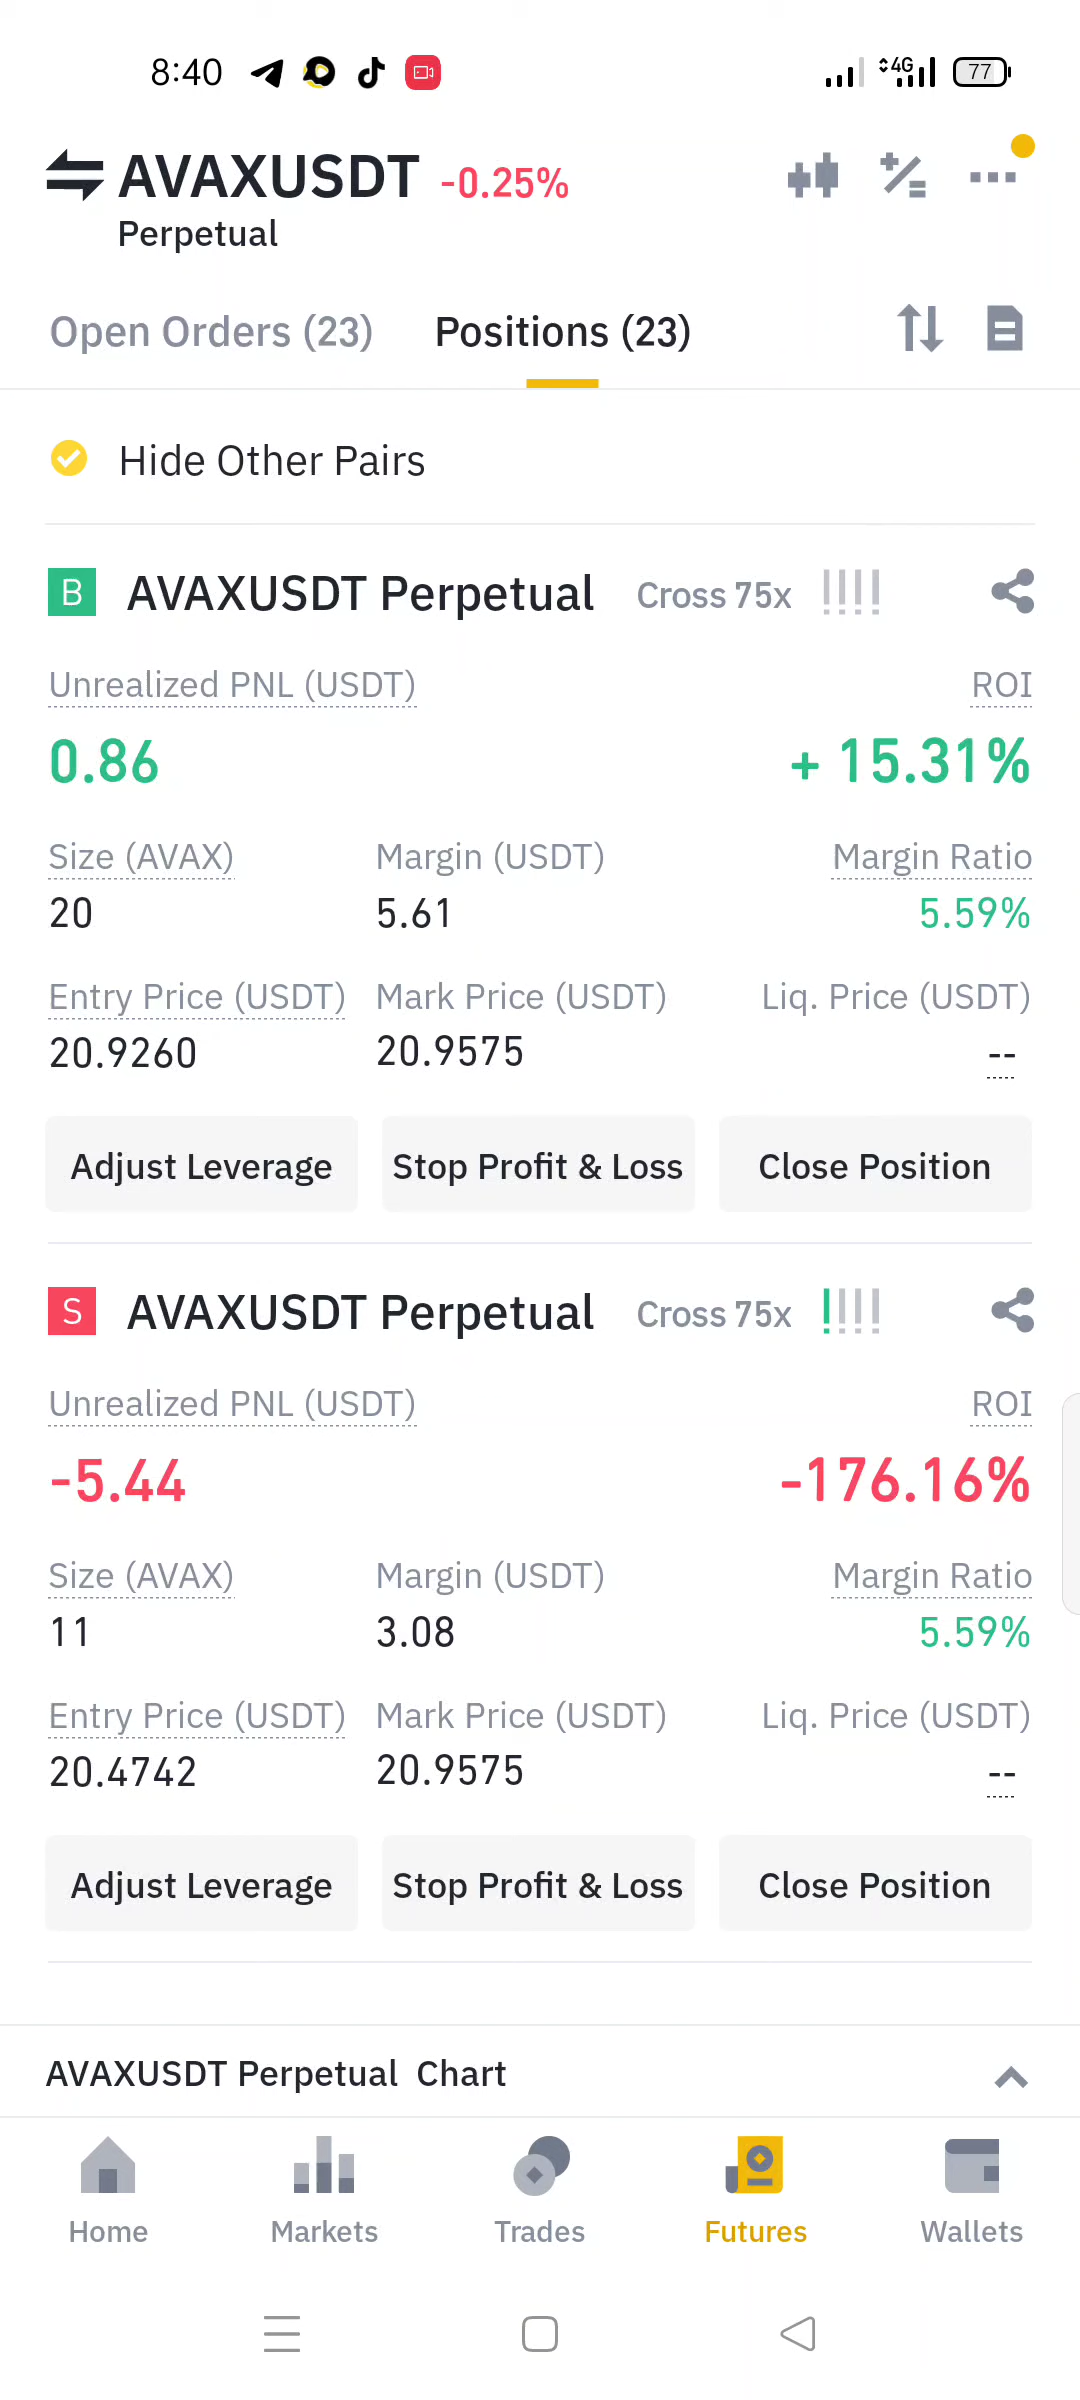 8:40 4G 77
AVAXUSDT -0.25%
Perpetual
Open Orders (23) Positions (23)
Hide Other Pairs
B AVAXUSDT Perpetual Cross 75x
Unrealized PNL (USDT) ROI
0.86 + 15.31%
Size (AVAX) Margin (USDT) Margin Ratio
20 5.61 5.59%
Entry Price (USDT) Mark Price (USDT) Liq. Price (USDT)
20.9260 20.9575 --
Adjust Leverage Stop Profit & Loss Close Position
S AVAXUSDT Perpetual Cross 75x
Unrealized PNL (USDT) ROI
-5.44 -176.16%
Size (AVAX) Margin (USDT) Margin Ratio
11 3.08 5.59%
Entry Price (USDT) Mark Price (USDT) Liq. Price (USDT)
20.4742 20.9575 --
Adjust Leverage Stop Profit & Loss Close Position
AVAXUSDT Perpetual Chart
Home Markets Trades Futures Wallets